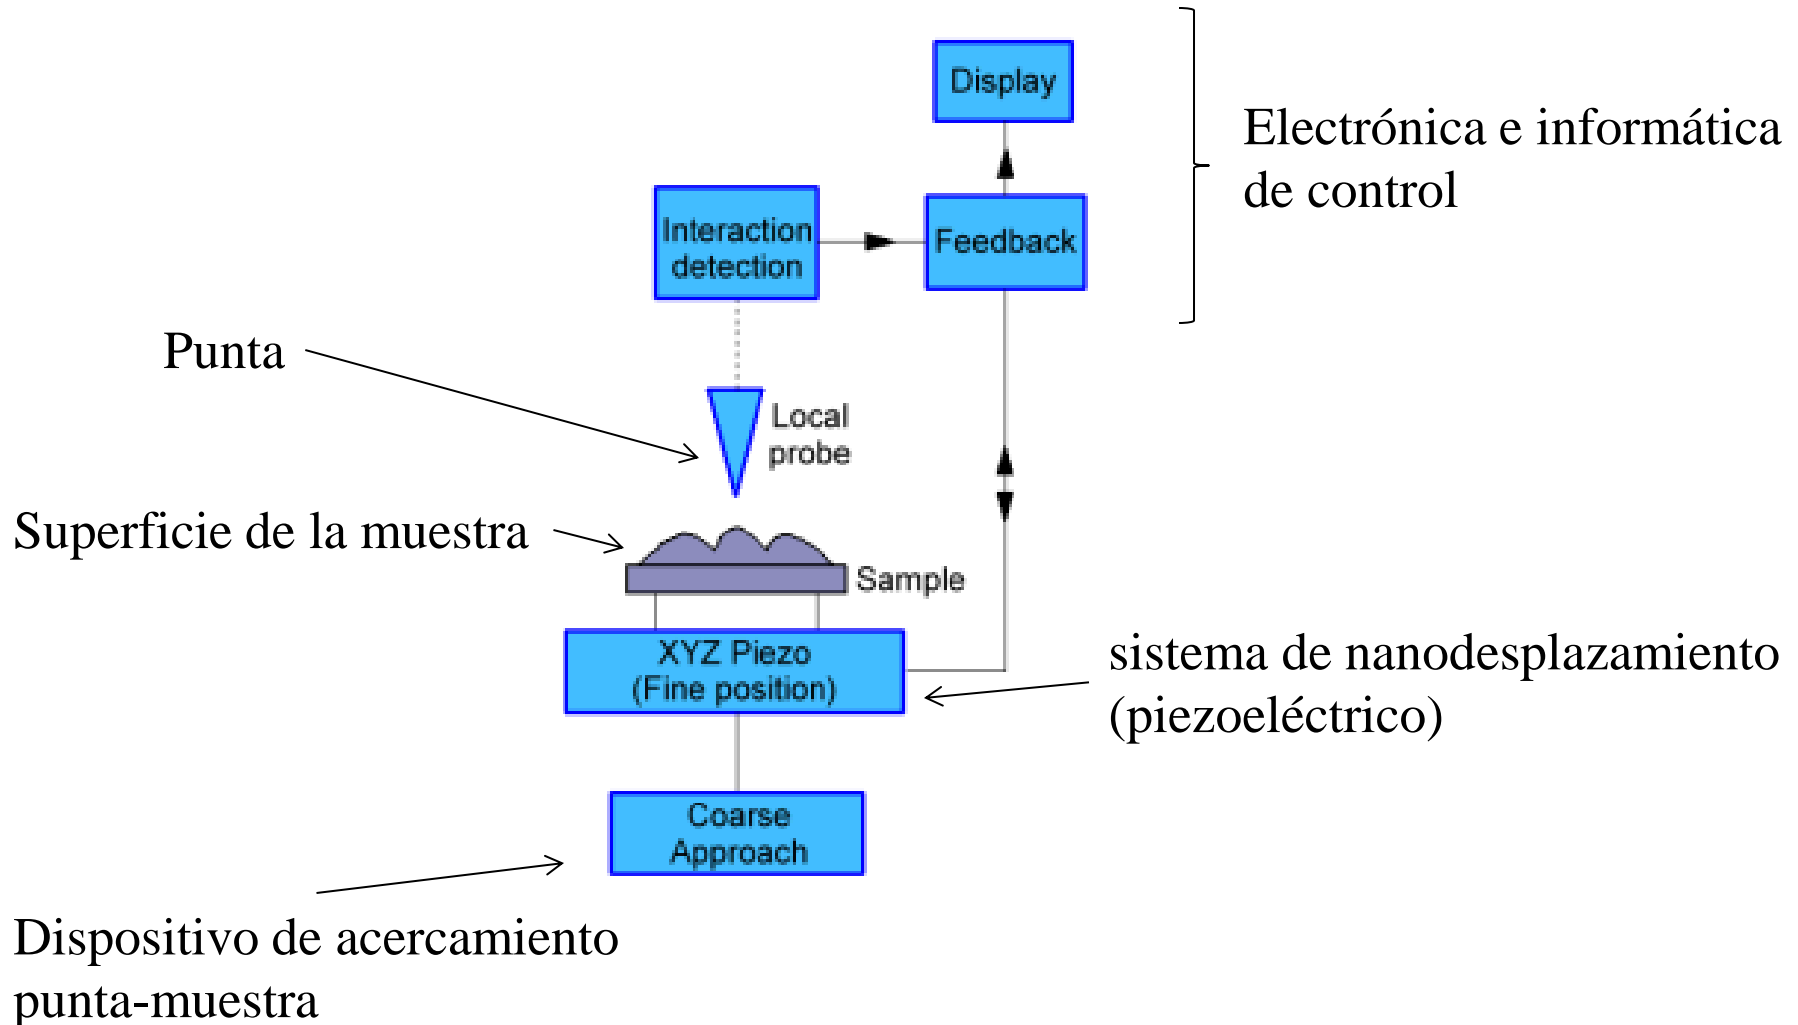 Display
Electrónica e informática
de control
Interaction
detection
Feedback
Punta
Local
probe
Superficie de la muestra
Sample
XYZ Piezo
(Fine position)
sistema de nanodesplazamiento
(piezoeléctrico)
Coarse
Approach
Dispositivo de acercamiento
punta-muestra